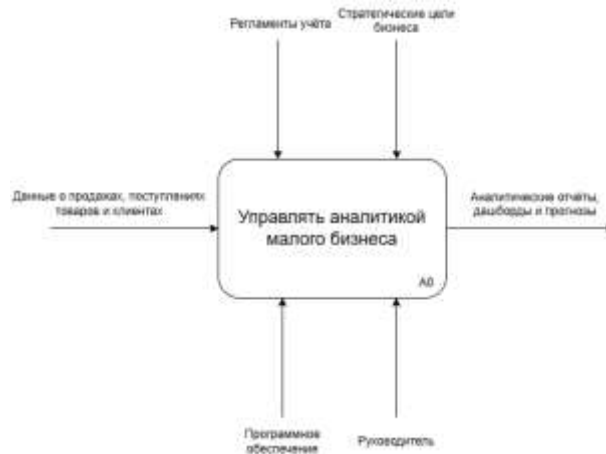 Регламенты учёта
Стратегические цели
бизнеса
Данные о продажах, поступлениях
товаров и клиентах
Управлять аналитикой
малого бизнеса
A0
Аналитические отчёты,
дашборды и прогнозы
Программное
обеспечение
Руководитель